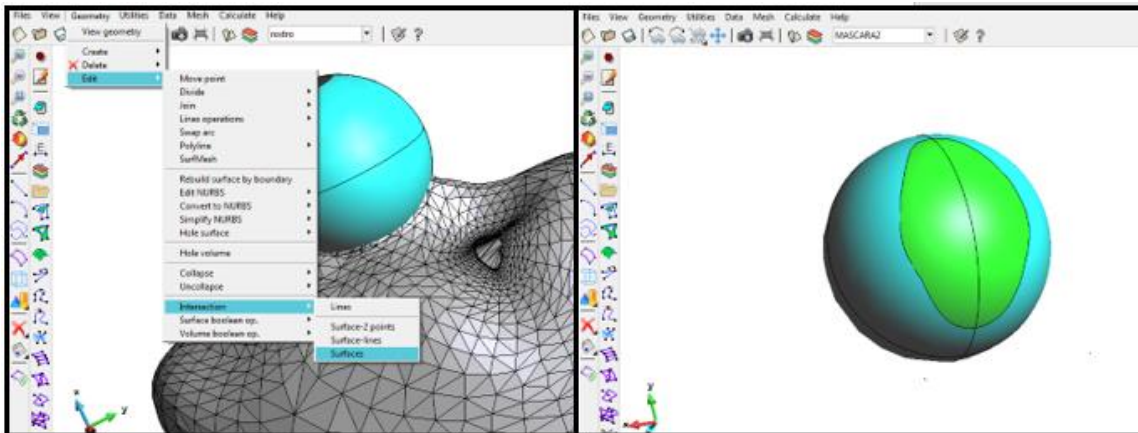 Files View Geometry Utilities Data Mesh Calculate Help
rostro
View geometry
Create
Delete
Edit
Move point
Divide
Join
Lines operations
Swap arc
Polyline
SurfMesh
Rebuild surface by boundary
Edit NURBS
Convert to NURBS
Simplify NURBS
Hole surface
Hole volume
Collapse
Uncollapse
Intersection
Surface boolean op.
Volume boolean op.
Lines
Surface-2 points
Surface-lines
Surfaces
x
y
Files View Geometry Utilities Data Mesh Calculate Help
MASCARA2
y
x